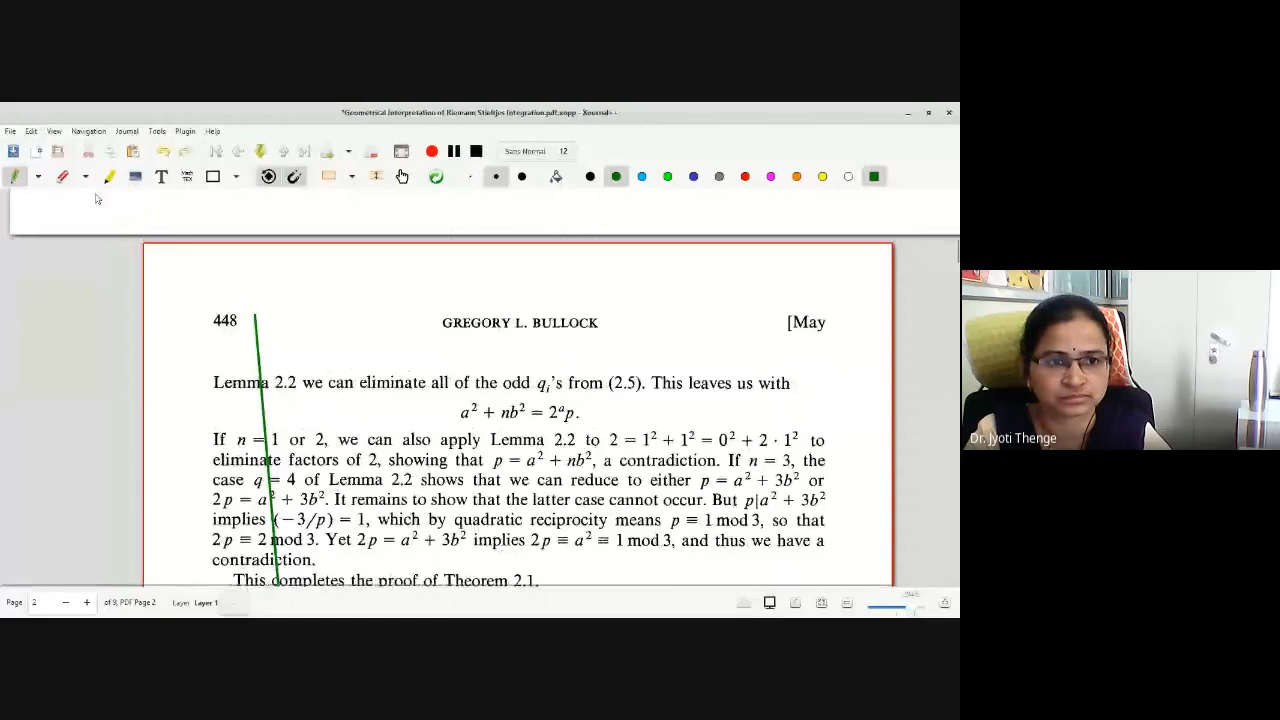 *Geometrical Interpretation of Riemann Stieltjes Integration.pdf.xopp - Xournal++
File Edit View Navigation Journal Tools Plugin Help
Sans Normal 12
448 GREGORY L. BULLOCK [May
Lemma 2.2 we can eliminate all of the odd qᵢ's from (2.5). This leaves us with
a² + nb² = 2ᵅp.
If n = 1 or 2, we can also apply Lemma 2.2 to 2 = 1² + 1² = 0² + 2 · 1² to
eliminate factors of 2, showing that p = a² + nb², a contradiction. If n = 3, the
case q = 4 of Lemma 2.2 shows that we can reduce to either p = a² + 3b² or
2p = a² + 3b². It remains to show that the latter case cannot occur. But p|a² + 3b²
implies (−3/p) = 1, which by quadratic reciprocity means p ≡ 1 mod 3, so that
2p ≡ 2 mod 3. Yet 2p = a² + 3b² implies 2p ≡ a² ≡ 1 mod 3, and thus we have a
contradiction.
This completes the proof of Theorem 2.1.
Page 2 − + of 9, PDF Page 2 Layer Layer 1
Dr. Jyoti Thenge